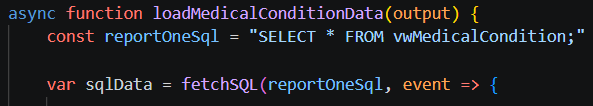 async function loadMedicalConditionData(output) {
const reportOneSql = "SELECT * FROM vwMedicalCondition;"
var sqlData = fetchSQL(reportOneSql, event => {